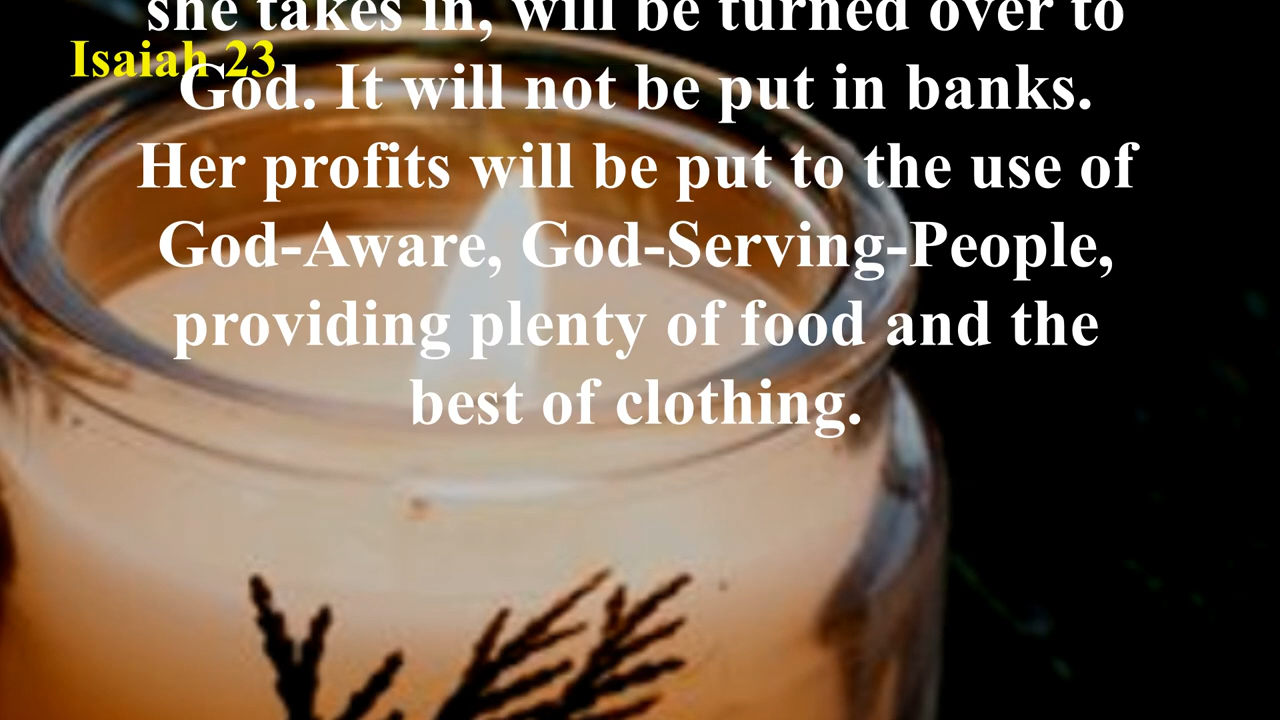 she takes in, will be turned over to
Isaiah 23
God. It will not be put in banks.
Her profits will be put to the use of
God-Aware, God-Serving-People,
providing plenty of food and the
best of clothing.